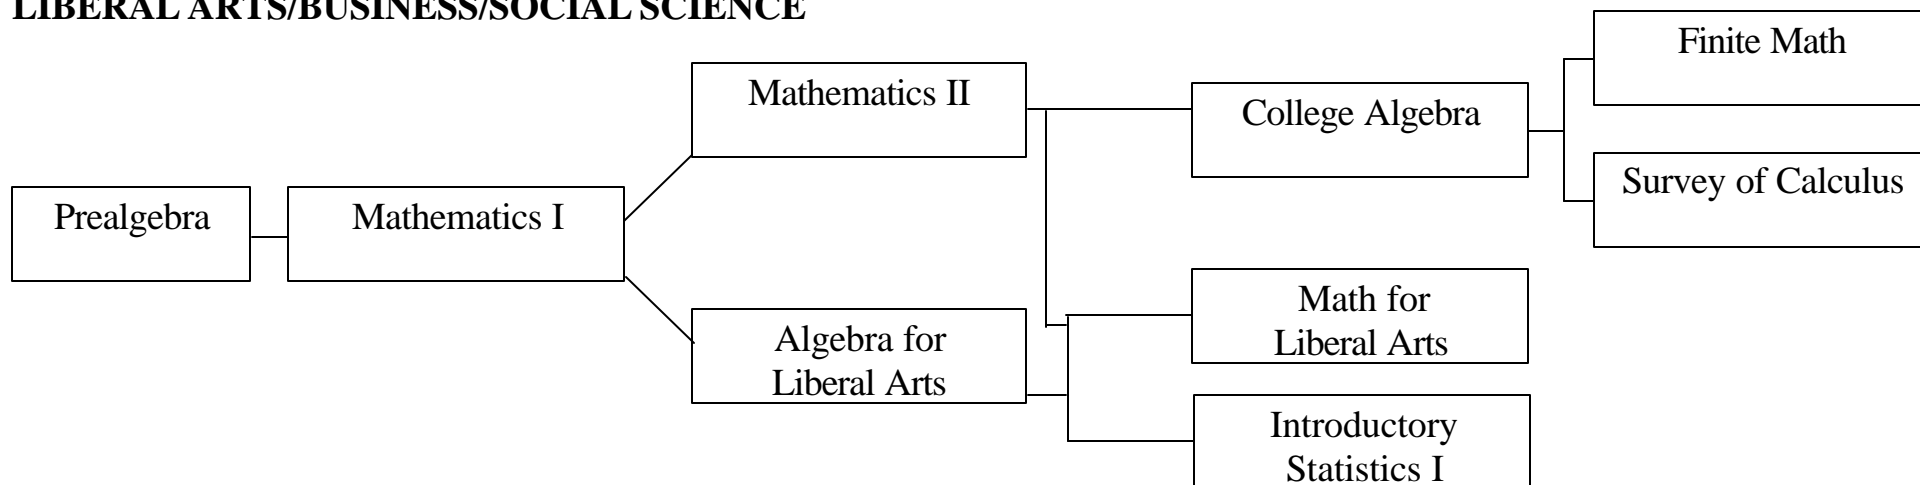 LIBERAL ARTS/BUSINESS/SOCIAL SCIENCE
Finite Math
Mathematics II
College Algebra
Survey of Calculus
Prealgebra
Mathematics I
Math for
Liberal Arts
Algebra for
Liberal Arts
Introductory
Statistics I